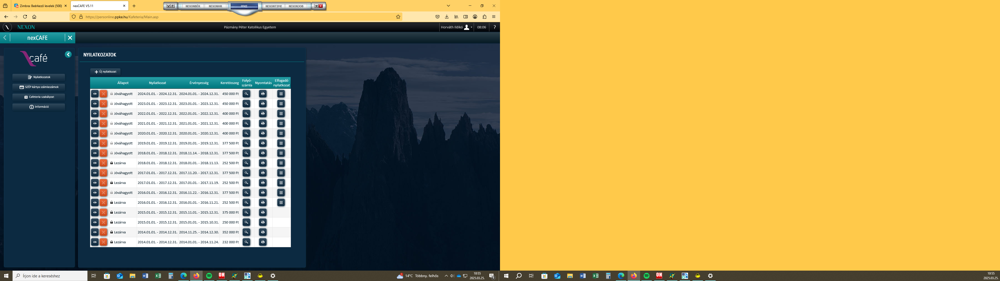 Zimbra: Beérkező levelek (500)
nexCAFE V5.11
VF NEXONBÉR NEXONHR PPKE NEXONTIME NEXONJOB
https://personline.ppke.hu/Kafeteria/Main.asp
NEXON
Pázmány Péter Katolikus Egyetem
Horváth Ildikó
08:06
?
nexCAFE
café
Nyilatkozatok
SZÉP kártya számlaszámok
Cafeteria szabályzat
Információ
NYILATKOZATOK
Új nyilatkozat
Állapot Nyilatkozat Érvényesség Keretösszeg Folyó-számla Nyomtatás Elfogadó nyilatkozat
Jóváhagyott 2024.01.01. - 2024.12.31. 2024.01.01. - 2024.12.31. 450 000 Ft
Jóváhagyott 2023.01.01. - 2023.12.31. 2023.01.01. - 2023.12.31. 450 000 Ft
Jóváhagyott 2022.01.01. - 2022.12.31. 2022.01.01. - 2022.12.31. 400 000 Ft
Jóváhagyott 2021.01.01. - 2021.12.31. 2021.01.01. - 2021.12.31. 400 000 Ft
Jóváhagyott 2020.01.01. - 2020.12.31. 2020.01.01. - 2020.12.31. 400 000 Ft
Jóváhagyott 2019.01.01. - 2019.12.31. 2019.01.01. - 2019.12.31. 377 500 Ft
Jóváhagyott 2018.01.01. - 2018.12.31. 2018.11.14. - 2018.12.31. 377 500 Ft
Lezárva 2018.01.01. - 2018.12.31. 2018.01.01. - 2018.11.13. 252 500 Ft
Jóváhagyott 2017.01.01. - 2017.12.31. 2017.11.20. - 2017.12.31. 377 500 Ft
Lezárva 2017.01.01. - 2017.12.31. 2017.01.01. - 2017.11.19. 252 500 Ft
Jóváhagyott 2016.01.01. - 2016.12.31. 2016.11.22. - 2016.12.31. 377 500 Ft
Lezárva 2016.01.01. - 2016.12.31. 2016.01.01. - 2016.11.21. 252 500 Ft
Lezárva 2015.01.01. - 2015.12.31. 2015.11.01. - 2015.12.31. 375 000 Ft
Lezárva 2015.01.01. - 2015.12.31. 2015.01.01. - 2015.10.31. 250 000 Ft
Lezárva 2014.01.01. - 2014.12.31. 2014.11.25. - 2014.12.30. 352 000 Ft
Lezárva 2014.01.01. - 2014.12.31. 2014.01.01. - 2014.11.24. 232 000 Ft
Írjon ide a kereséshez
ON
14°C Többny. felhős
10:55
2025.03.25.
6
ON
10:55
2025.03.25.